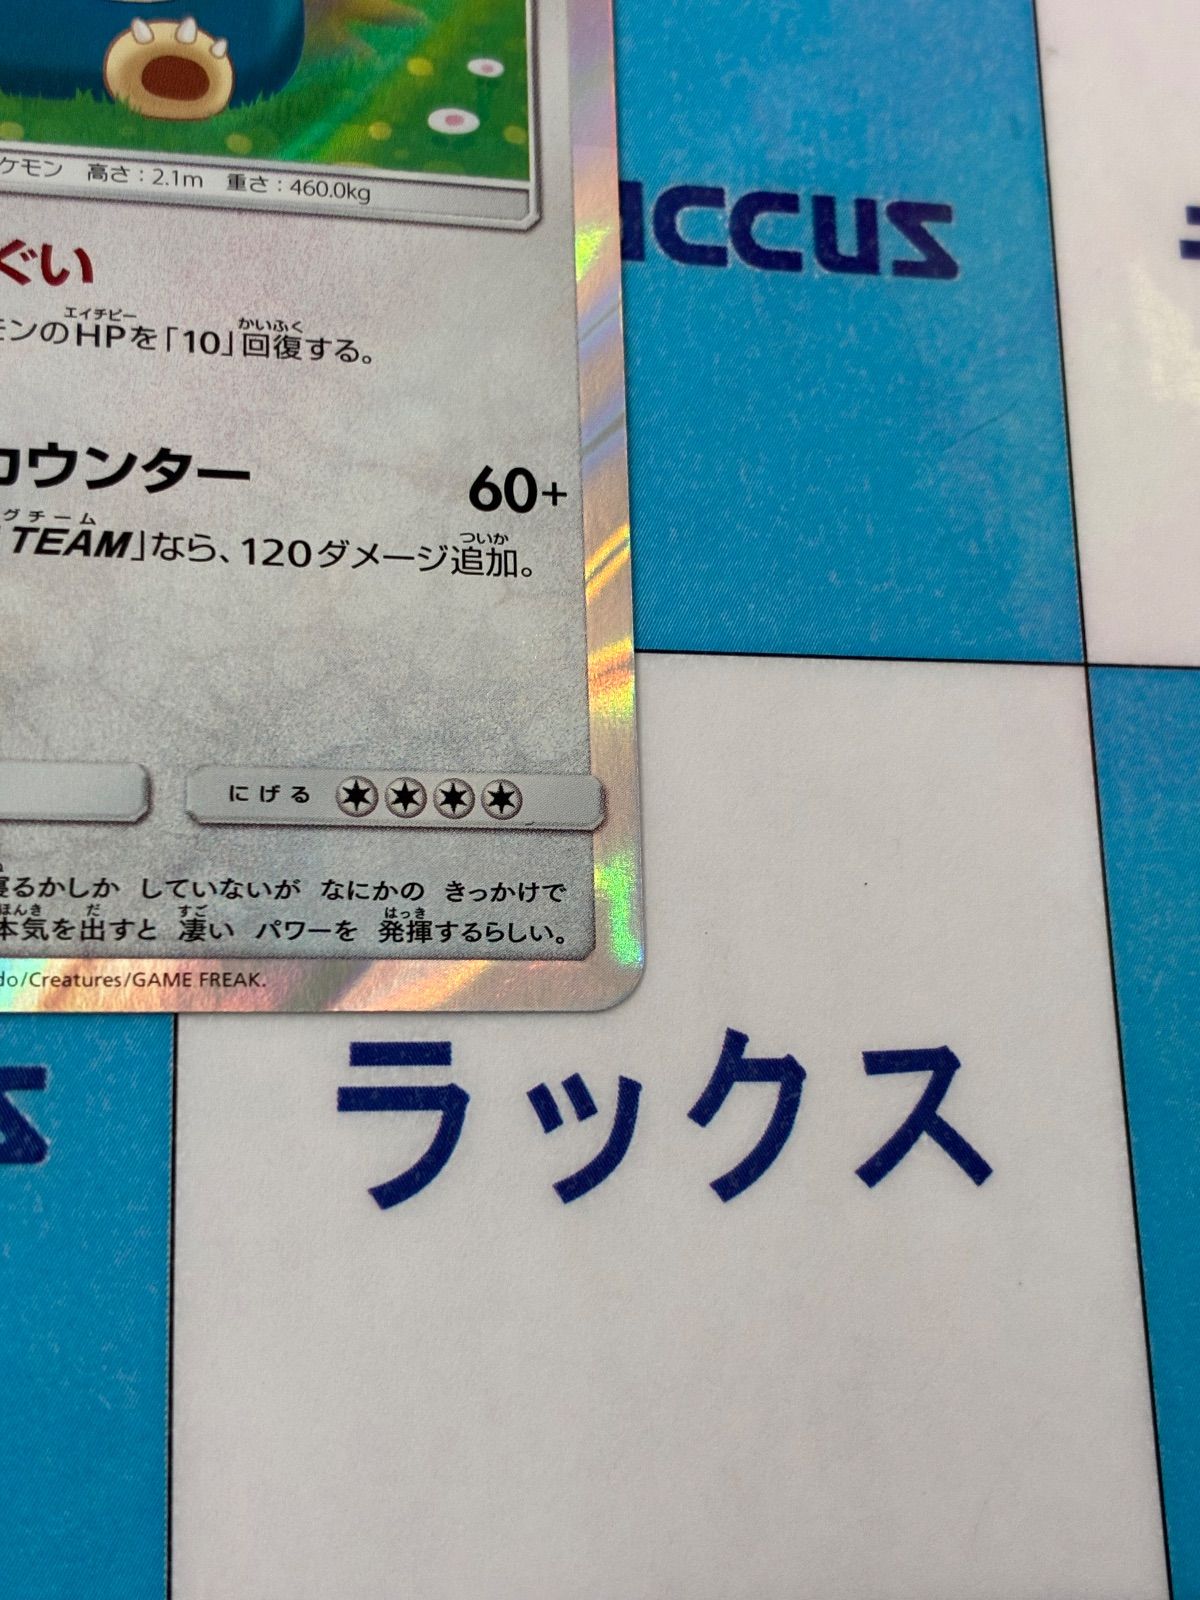 ケモン 高さ：2.1m 重さ：460.0kg
ぐい
エイチピー かいふく
モンのHPを「10」回復する。
カウンター 60+
グチーム ついか
TEAM」なら、120ダメージ追加。
にげる
寝るかしか していないが なにかの きっかけで
ほんき だ すご はっき
本気を出すと 凄い パワーを 発揮するらしい。
do/Creatures/GAME FREAK.
ccus
ラックス